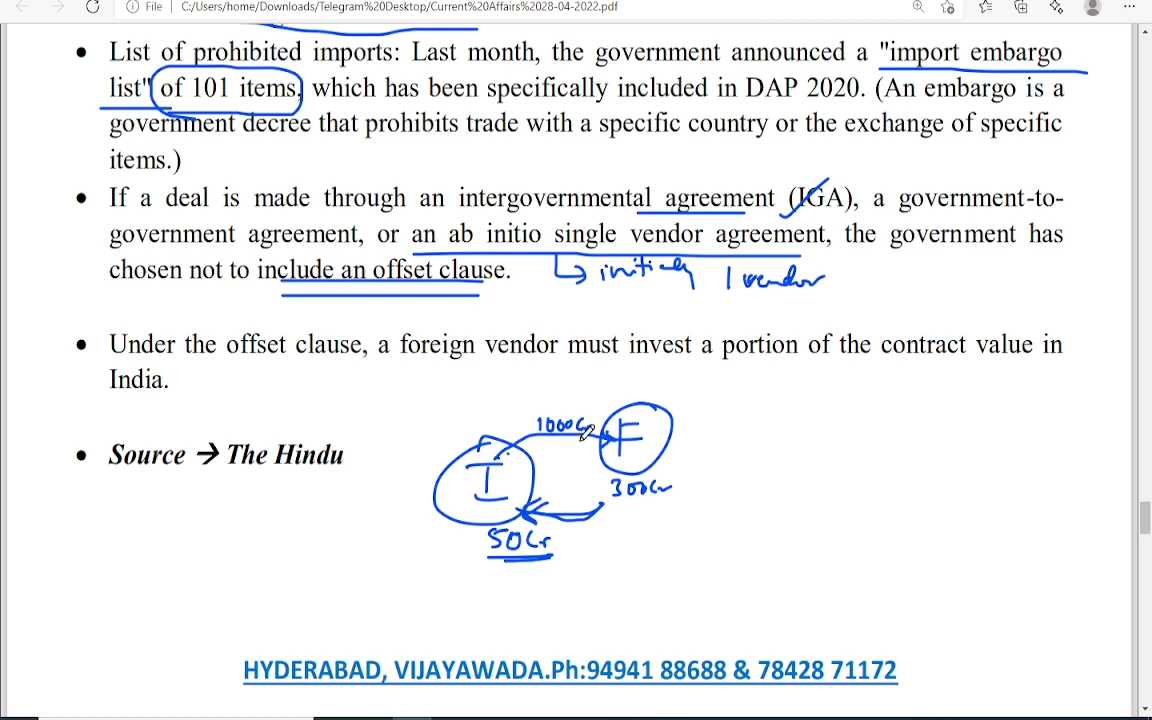 File | C:/Users/home/Downloads/Telegram%20Desktop/Current%20Affairs%2028-04-2022.pdf
• List of prohibited imports: Last month, the government announced a "import embargo
list" of 101 items, which has been specifically included in DAP 2020. (An embargo is a
government decree that prohibits trade with a specific country or the exchange of specific
items.)
• If a deal is made through an intergovernmental agreement (IGA), a government-to-
government agreement, or an ab initio single vendor agreement, the government has
chosen not to include an offset clause.
initially 1 vendor
• Under the offset clause, a foreign vendor must invest a portion of the contract value in
India.
1000Cr
F
• Source → The Hindu
I
300Cr
50Cr
HYDERABAD, VIJAYAWADA.Ph:94941 88688 & 78428 71172